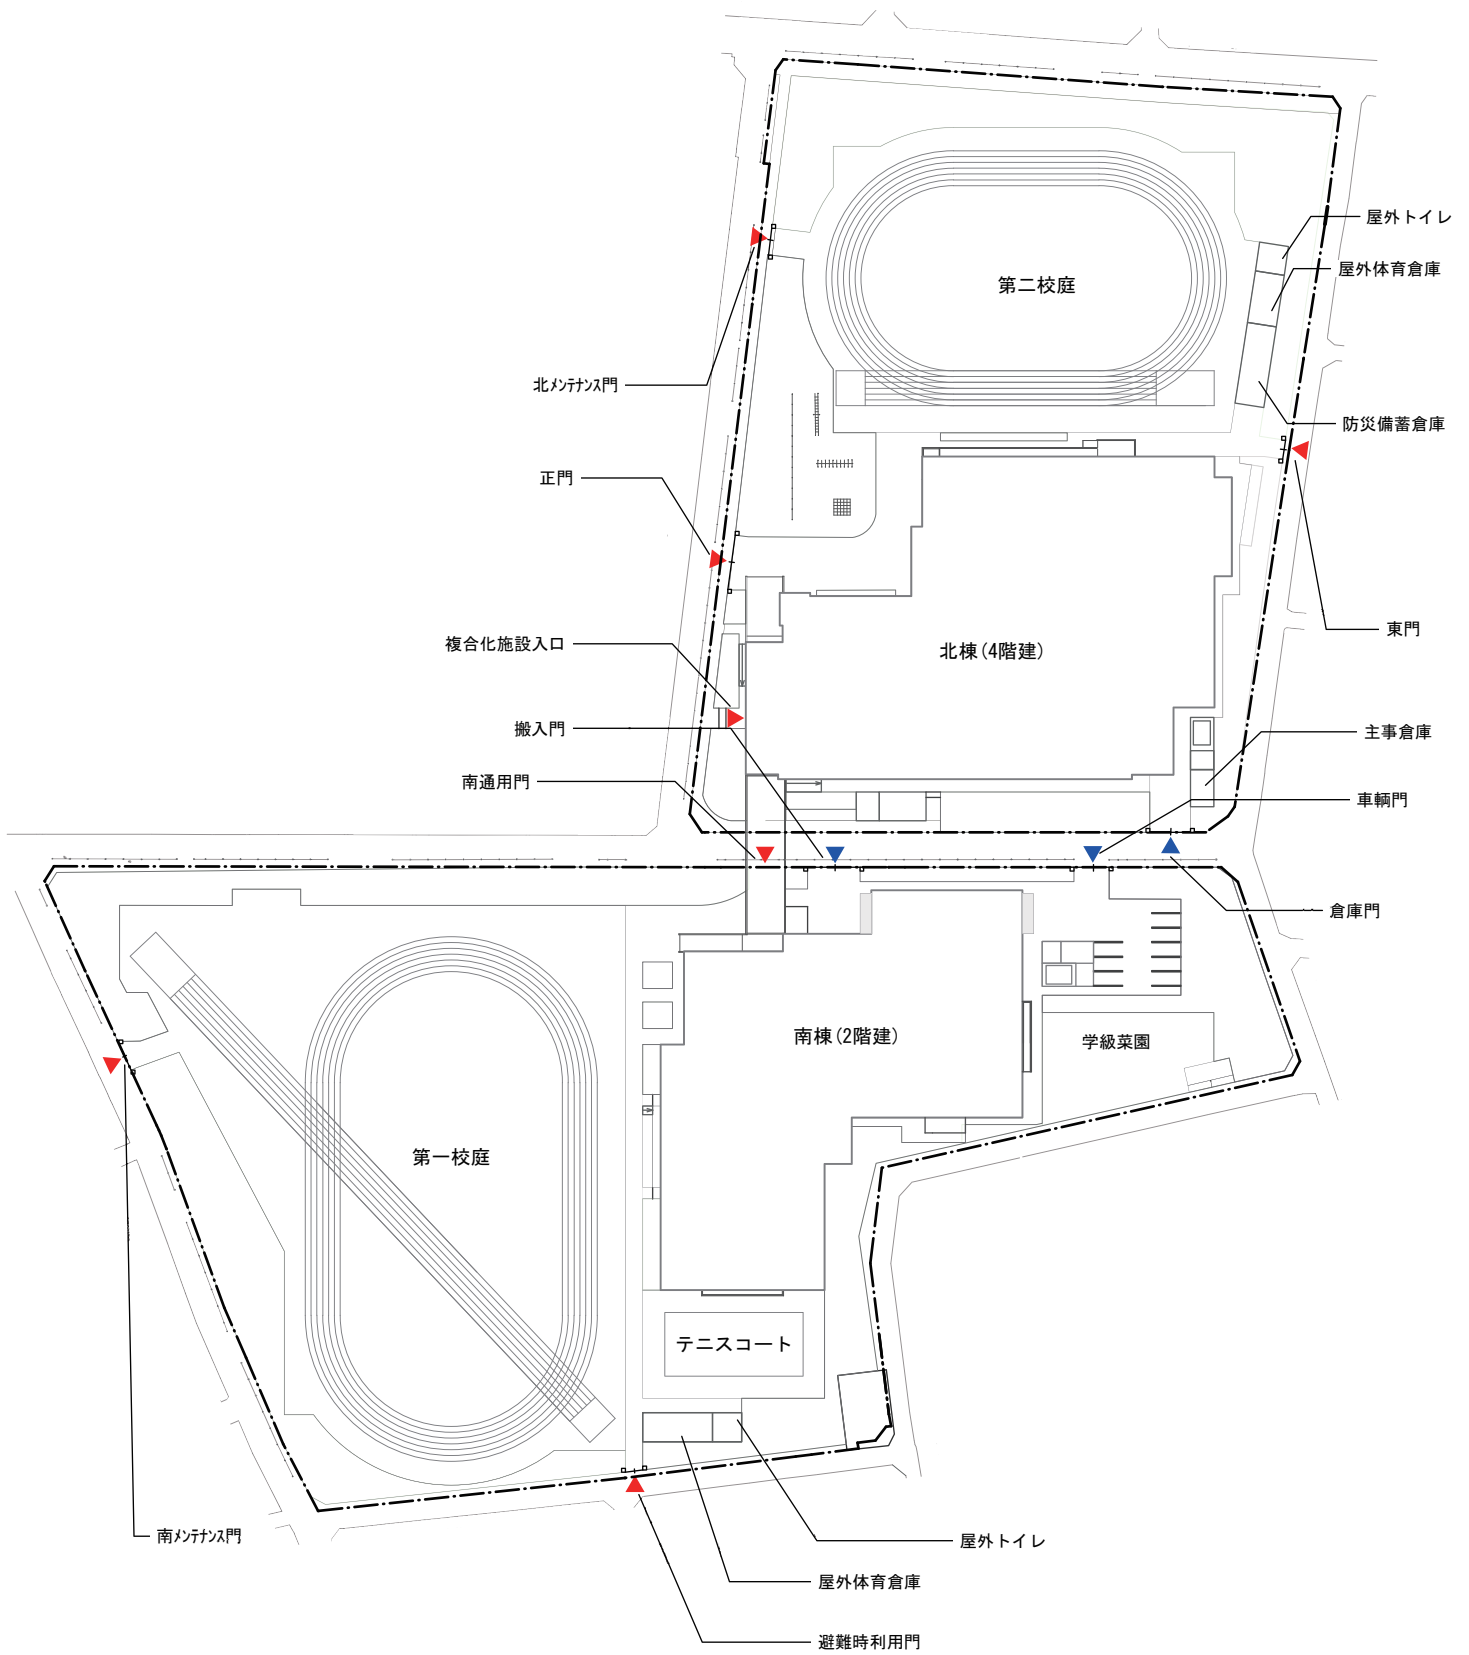 屋外トイレ
屋外体育倉庫
第二校庭
北ﾒﾝﾃﾅﾝｽ門
防災備蓄倉庫
正門
東門
複合化施設入口
北棟(4階建)
搬入門
主事倉庫
南通用門
車輌門
倉庫門
南棟(2階建)
学級菜園
第一校庭
テニスコート
南ﾒﾝﾃﾅﾝｽ門
屋外トイレ
屋外体育倉庫
避難時利用門